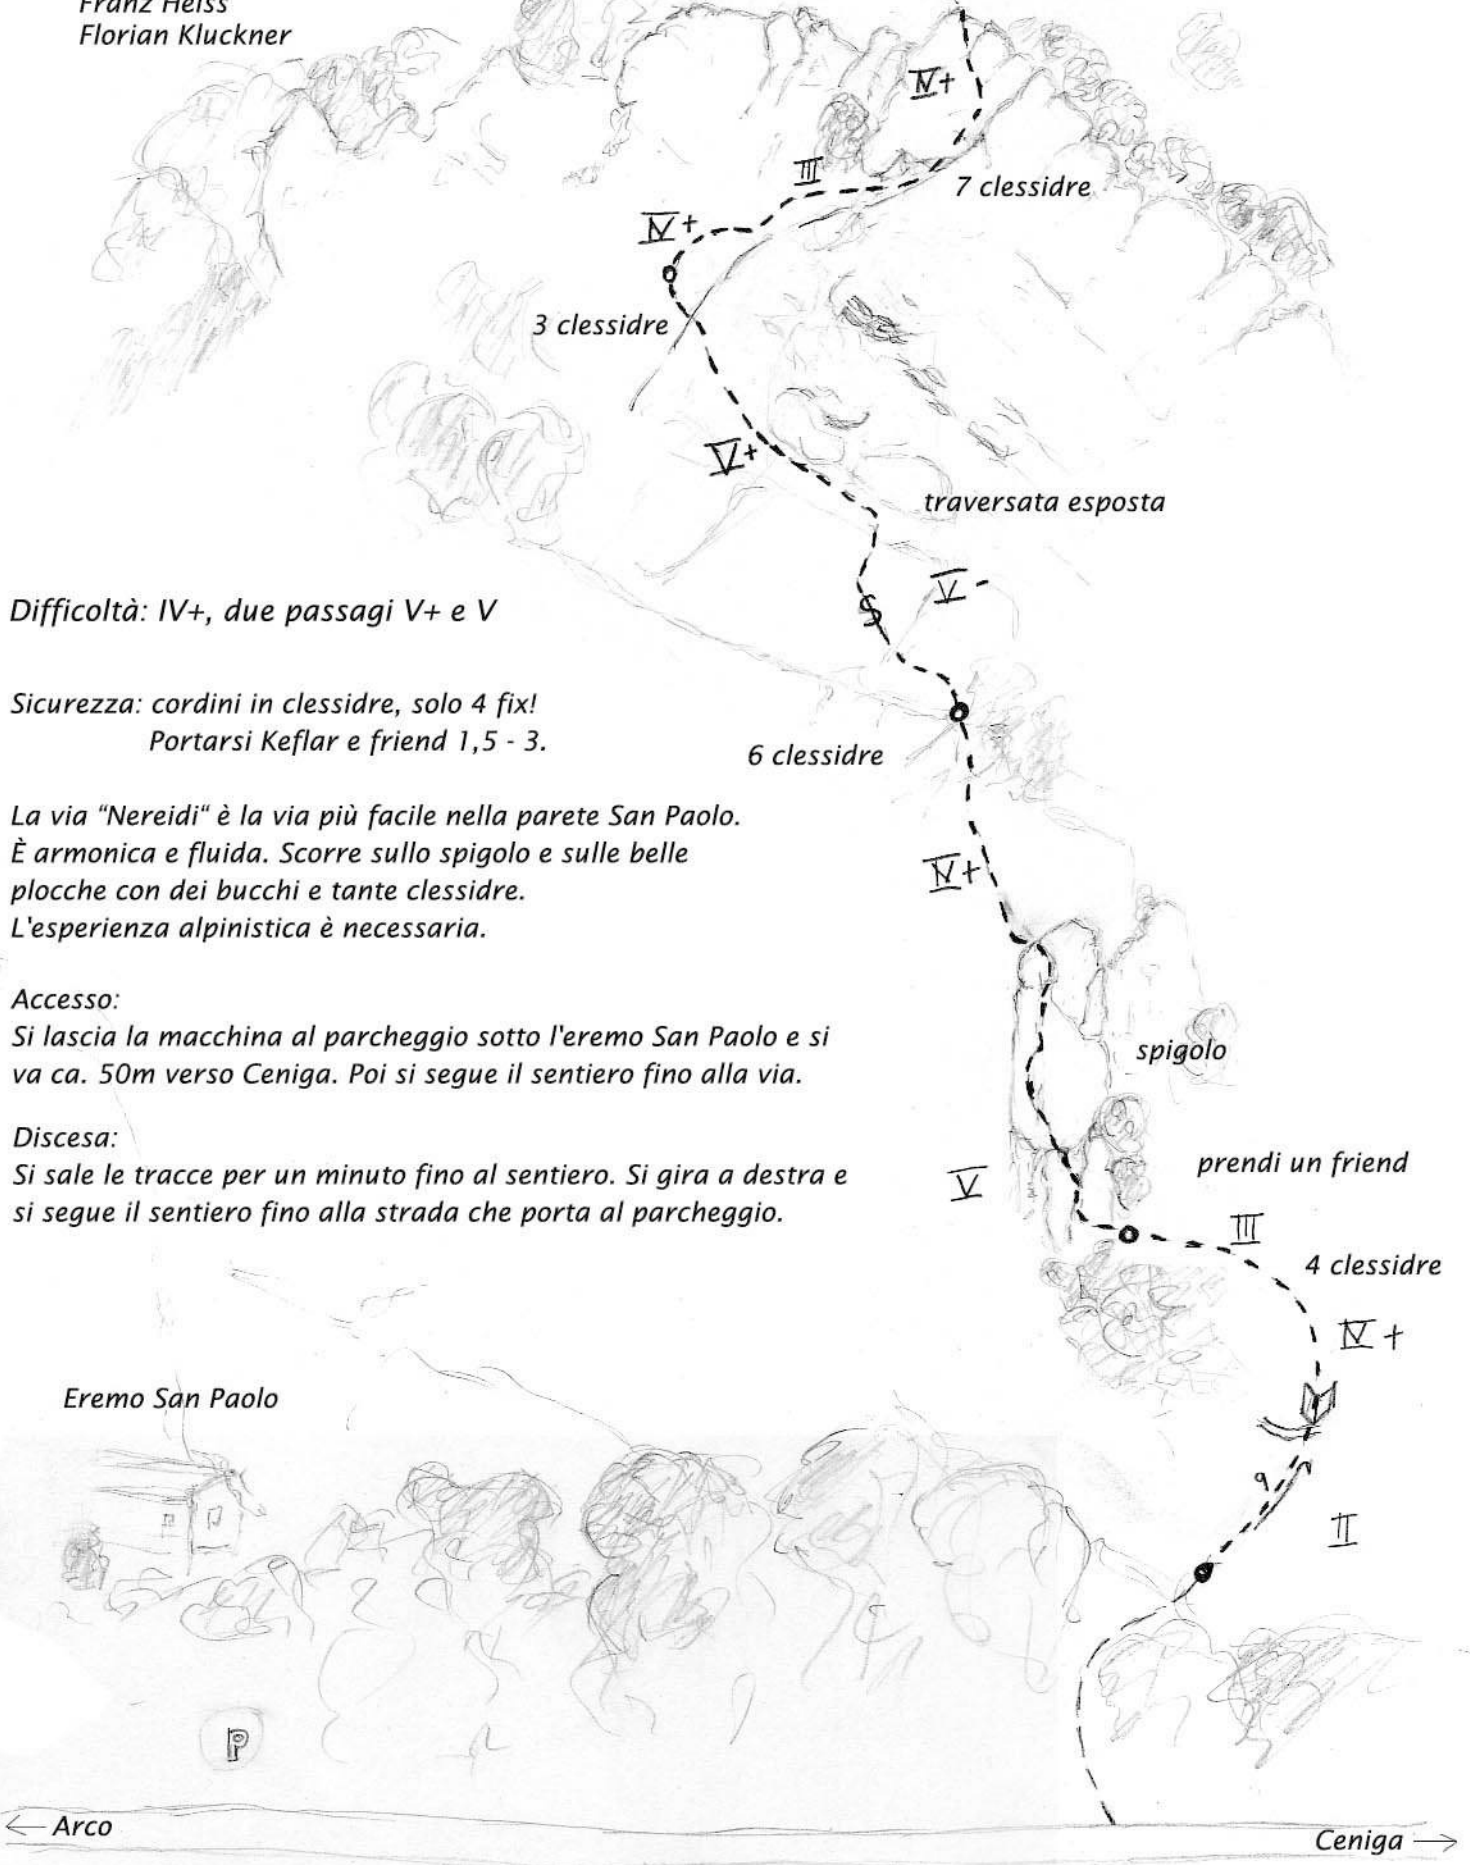 Franz Heiss
Florian Kluckner
IV+
III
7 clessidre
IV+
3 clessidre
V+
traversata esposta
V-
Difficoltà: IV+, due passagi V+ e V
Sicurezza: cordini in clessidre, solo 4 fix!
Portarsi Keflar e friend 1,5 - 3.
6 clessidre
La via "Nereidi" è la via più facile nella parete San Paolo.
È armonica e fluida. Scorre sullo spigolo e sulle belle
plocche con dei bucchi e tante clessidre.
L'esperienza alpinistica è necessaria.
IV+
Accesso:
Si lascia la macchina al parcheggio sotto l'eremo San Paolo e si
va ca. 50m verso Ceniga. Poi si segue il sentiero fino alla via.
spigolo
Discesa:
Si sale le tracce per un minuto fino al sentiero. Si gira a destra e
si segue il sentiero fino alla strada che porta al parcheggio.
V
prendi un friend
III
4 clessidre
IV+
Eremo San Paolo
II
P
← Arco
Ceniga →